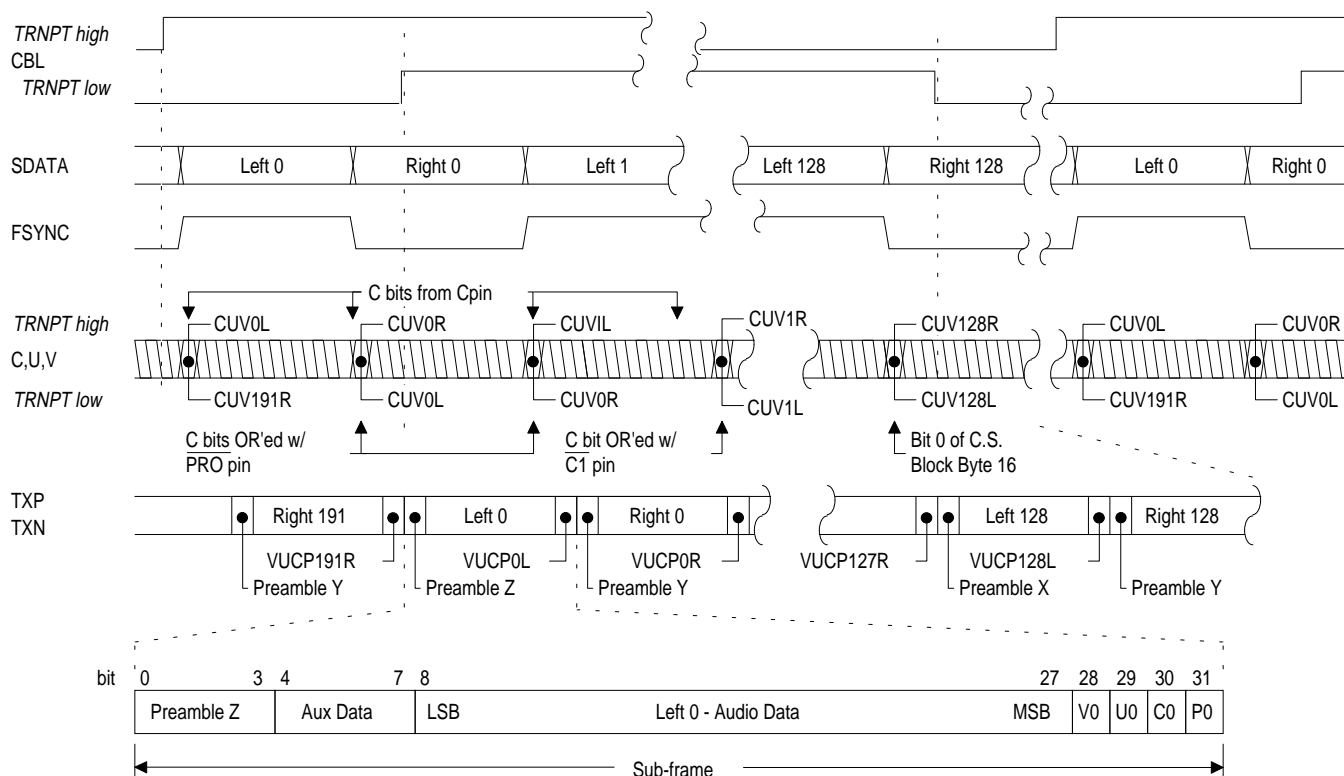 TRNPT high
CBL
TRNPT low
SDATA Left 0 Right 0 Left 1 Left 128 Right 128 Left 0 Right 0
FSYNC
C bits from Cpin
TRNPT high CUV0L CUV0R CUVIL CUV1R CUV128R CUV0L CUV0R
C,U,V
TRNPT low CUV191R CUV0L CUV0R CUV1L CUV128L CUV191R CUV0L
C bits OR'ed w/ C bit OR'ed w/ Bit 0 of C.S.
PRO pin C1 pin Block Byte 16
TXP
TXN
Right 191 Left 0 Right 0 Left 128 Right 128
VUCP191R VUCP0L VUCP0R VUCP127R VUCP128L
Preamble Y Preamble Z Preamble Y Preamble X Preamble Y
bit 0 3 4 7 8 27 28 29 30 31
Preamble Z Aux Data LSB Left 0 - Audio Data MSB V0 U0 C0 P0
Sub-frame